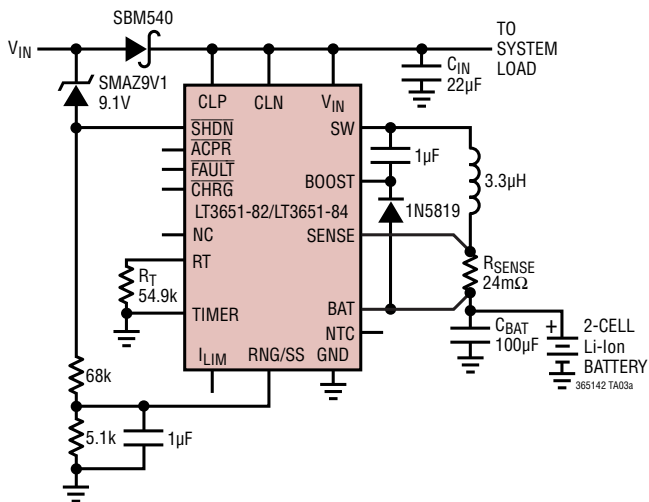 SBM540
V_IN
TO
SYSTEM
LOAD
C_IN
22µF
SMAZ9V1
9.1V
CLP
CLN
V_IN
SHDN
SW
ACPR
FAULT
CHRG
1µF
BOOST
3.3µH
LT3651-82/LT3651-84
1N5819
NC
SENSE
RT
R_SENSE
24mΩ
R_T
54.9k
TIMER
BAT
NTC
C_BAT
100µF
+
2-CELL
Li-Ion
BATTERY
I_LIM
RNG/SS
GND
365142 TA03a
68k
5.1k
1µF